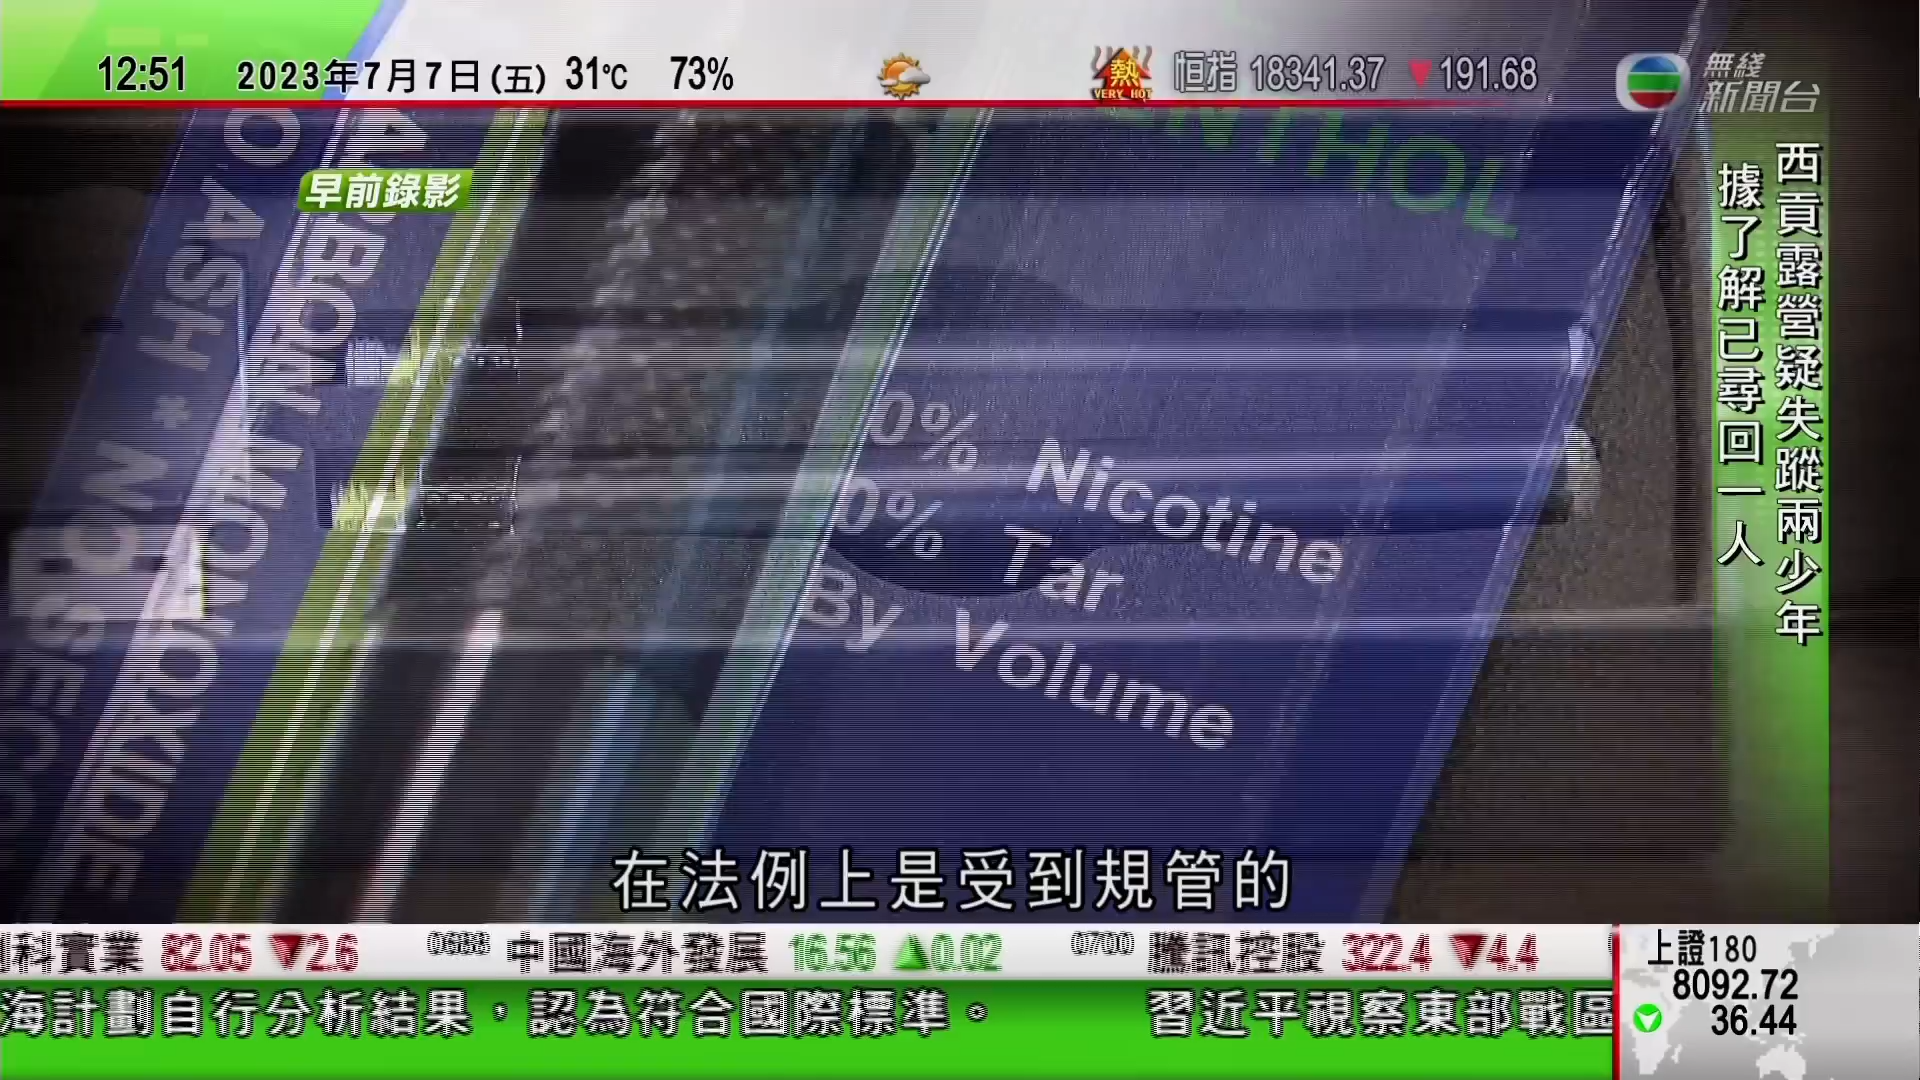 12:51 2023年7月7日(五) 31℃ 73%
熱
VERY HOT
恒指 18341.37 ▼191.68
無綫
新聞台
早前錄影
西貢露營疑失蹤兩少年
據了解已尋回一人
ENTHOL
O ASH * NO SECO
CARBON MONOXIDE
0% Nicotine
0% Tar
By Volume
在法例上是受到規管的
科實業 82.05 ▼2.6 0688 中國海外發展 16.56 ▲0.02 0700 騰訊控股 322.4 ▼4.4
海計劃自行分析結果，認為符合國際標準。 習近平視察東部戰區
上證180
8092.72
36.44